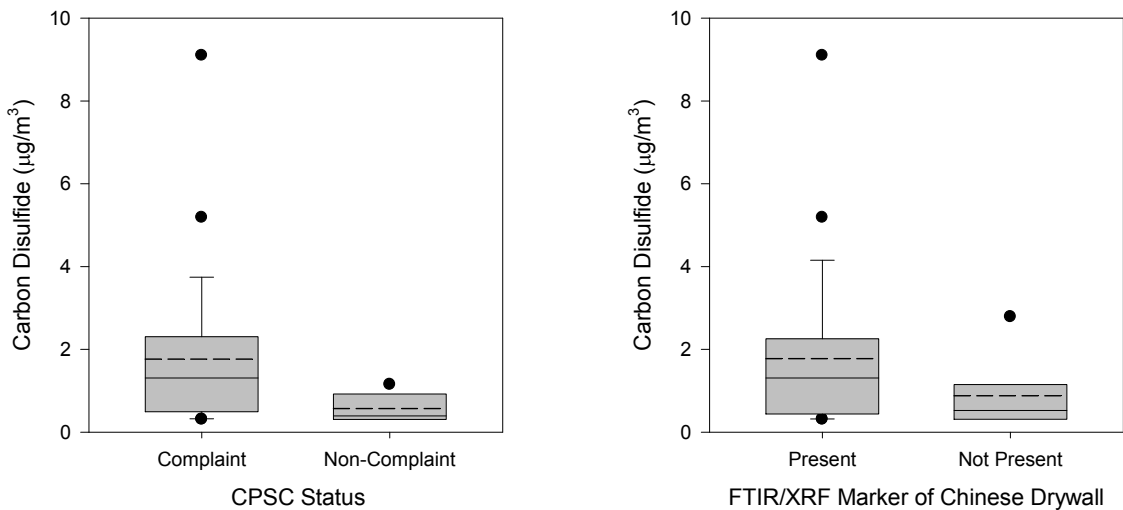 Carbon Disulfide (μg/m³)
10
8
6
4
2
0
Complaint Non-Complaint
CPSC Status
Carbon Disulfide (μg/m³)
10
8
6
4
2
0
Present Not Present
FTIR/XRF Marker of Chinese Drywall